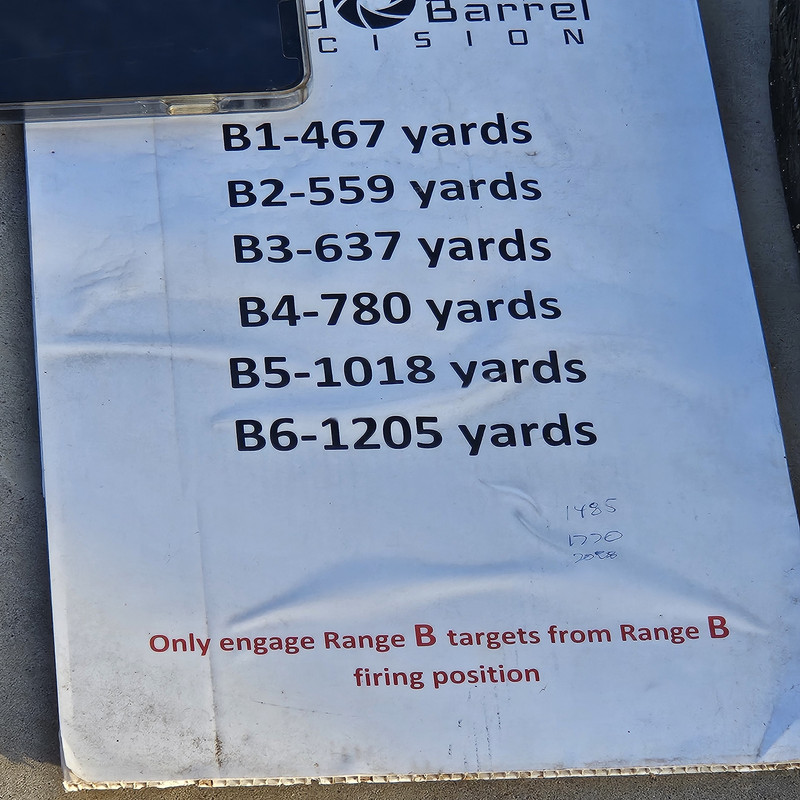 Barrel
CISION
B1-467 yards
B2-559 yards
B3-637 yards
B4-780 yards
B5-1018 yards
B6-1205 yards
1485
1770
Only engage Range B targets from Range B
firing position